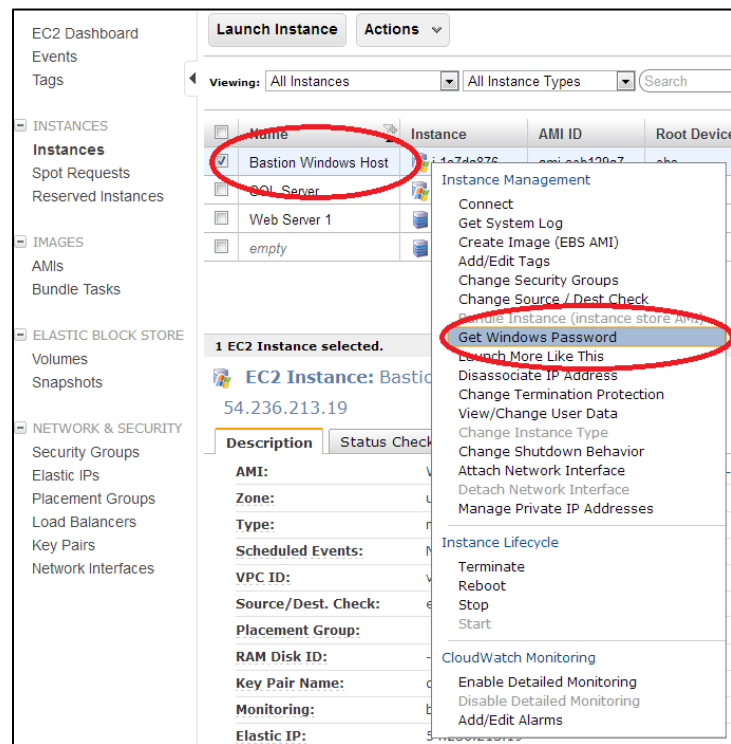 EC2 Dashboard
Events
Tags
INSTANCES
Instances
Spot Requests
Reserved Instances
IMAGES
AMIs
Bundle Tasks
ELASTIC BLOCK STORE
Volumes
Snapshots
NETWORK & SECURITY
Security Groups
Elastic IPs
Placement Groups
Load Balancers
Key Pairs
Network Interfaces
Launch Instance Actions
Viewing: All Instances All Instance Types Search
Name Instance AMI ID Root Device
Bastion Windows Host
Server
Web Server 1
empty
1 EC2 Instance selected.
EC2 Instance: Bastic
54.236.213.19
Description Status Check
AMI:
Zone:
Type:
Scheduled Events:
VPC ID:
Source/Dest. Check:
Placement Group:
RAM Disk ID:
Key Pair Name:
Monitoring:
Elastic IP:
Instance Management
Connect
Get System Log
Create Image (EBS AMI)
Add/Edit Tags
Change Security Groups
Change Source / Dest Check
Bundle Instance (instance store AMI)
Get Windows Password
Launch More Like This
Disassociate IP Address
Change Termination Protection
View/Change User Data
Change Instance Type
Change Shutdown Behavior
Attach Network Interface
Detach Network Interface
Manage Private IP Addresses
Instance Lifecycle
Terminate
Reboot
Stop
Start
CloudWatch Monitoring
Enable Detailed Monitoring
Disable Detailed Monitoring
Add/Edit Alarms